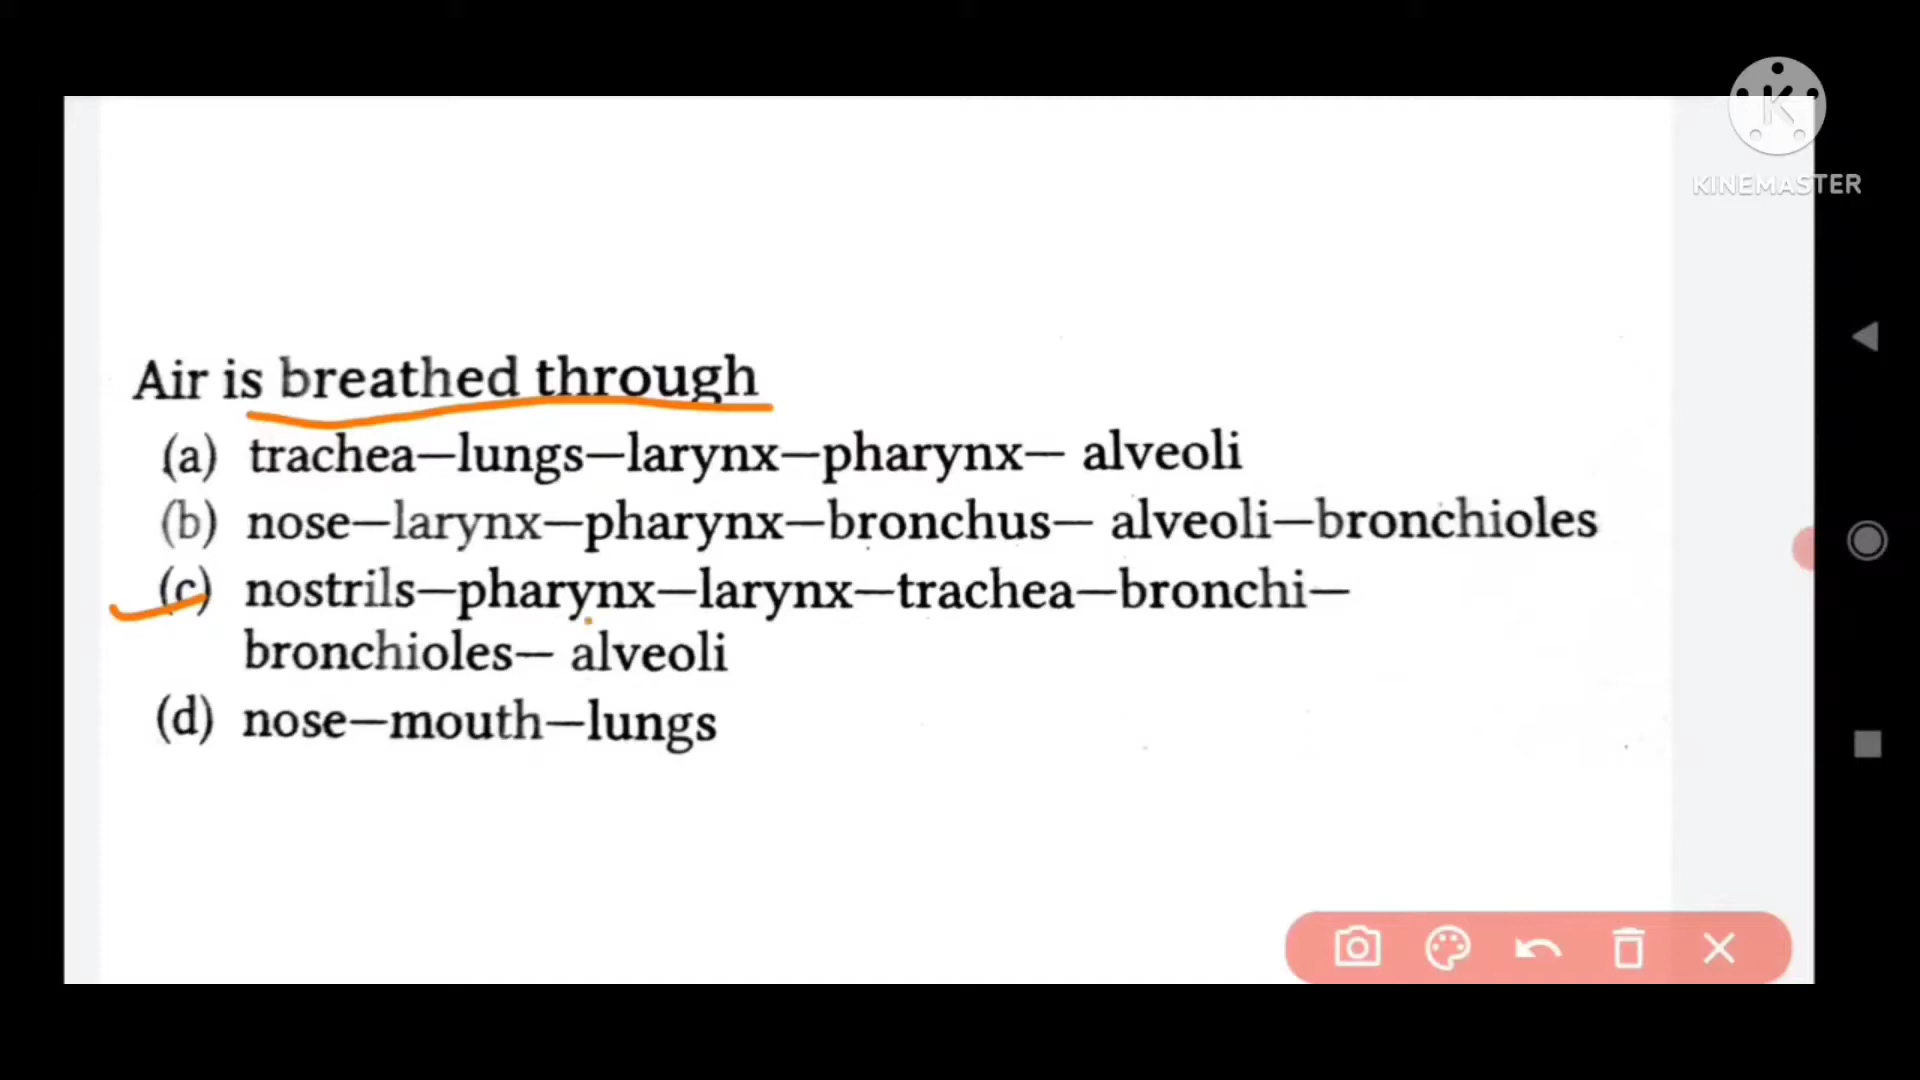 KINEMASTER
Air is breathed through
(a) trachea—lungs—larynx—pharynx— alveoli
(b) nose—larynx—pharynx—bronchus— alveoli—bronchioles
(c) nostrils—pharynx—larynx—trachea—bronchi—
bronchioles— alveoli
(d) nose—mouth—lungs